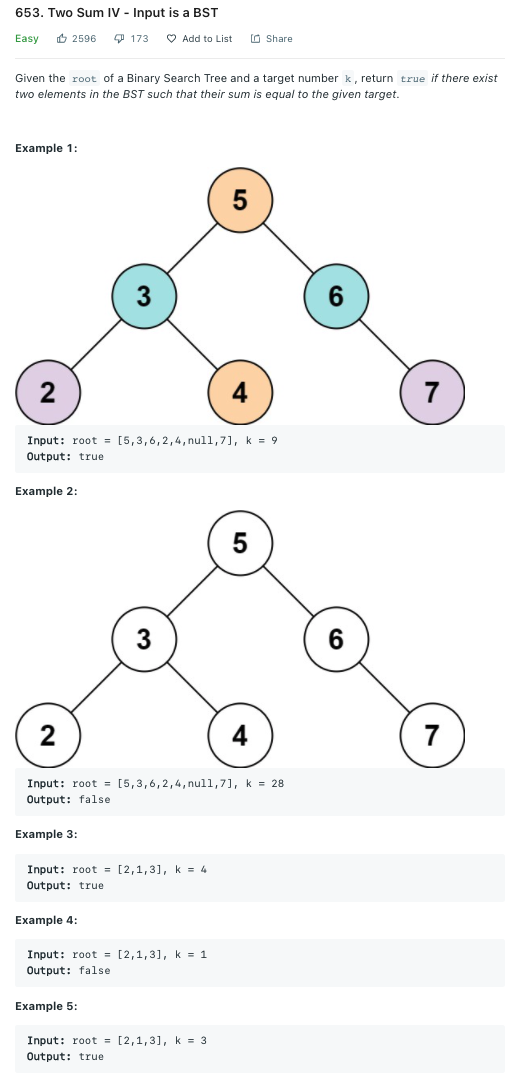 653. Two Sum IV - Input is a BST
Easy 2596 173 Add to List Share
Given the root of a Binary Search Tree and a target number k, return true if there exist
two elements in the BST such that their sum is equal to the given target.
Example 1:
5
3 6
2 4 7
Input: root = [5,3,6,2,4,null,7], k = 9
Output: true
Example 2:
5
3 6
2 4 7
Input: root = [5,3,6,2,4,null,7], k = 28
Output: false
Example 3:
Input: root = [2,1,3], k = 4
Output: true
Example 4:
Input: root = [2,1,3], k = 1
Output: false
Example 5:
Input: root = [2,1,3], k = 3
Output: true